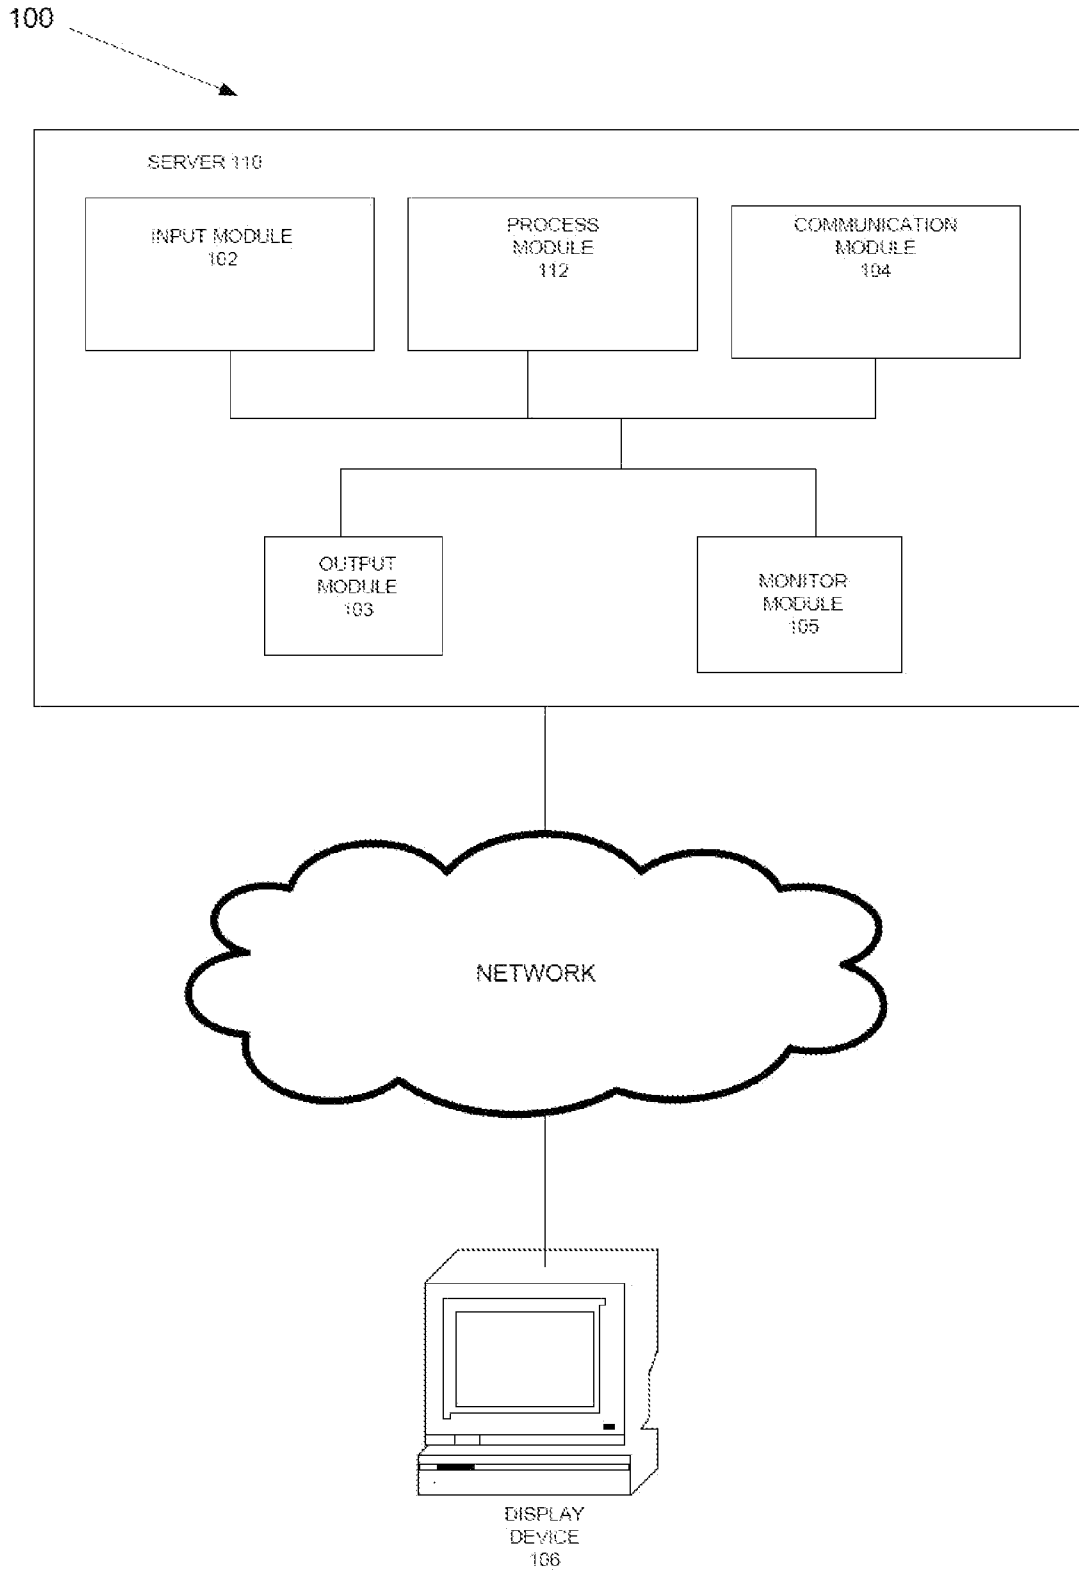 100
SERVER 110
INPUT MODULE
102
PROCESS
MODULE
112
COMMUNICATION
MODULE
104
OUTPUT
MODULE
103
MONITOR
MODULE
105
NETWORK
DISPLAY
DEVICE
106